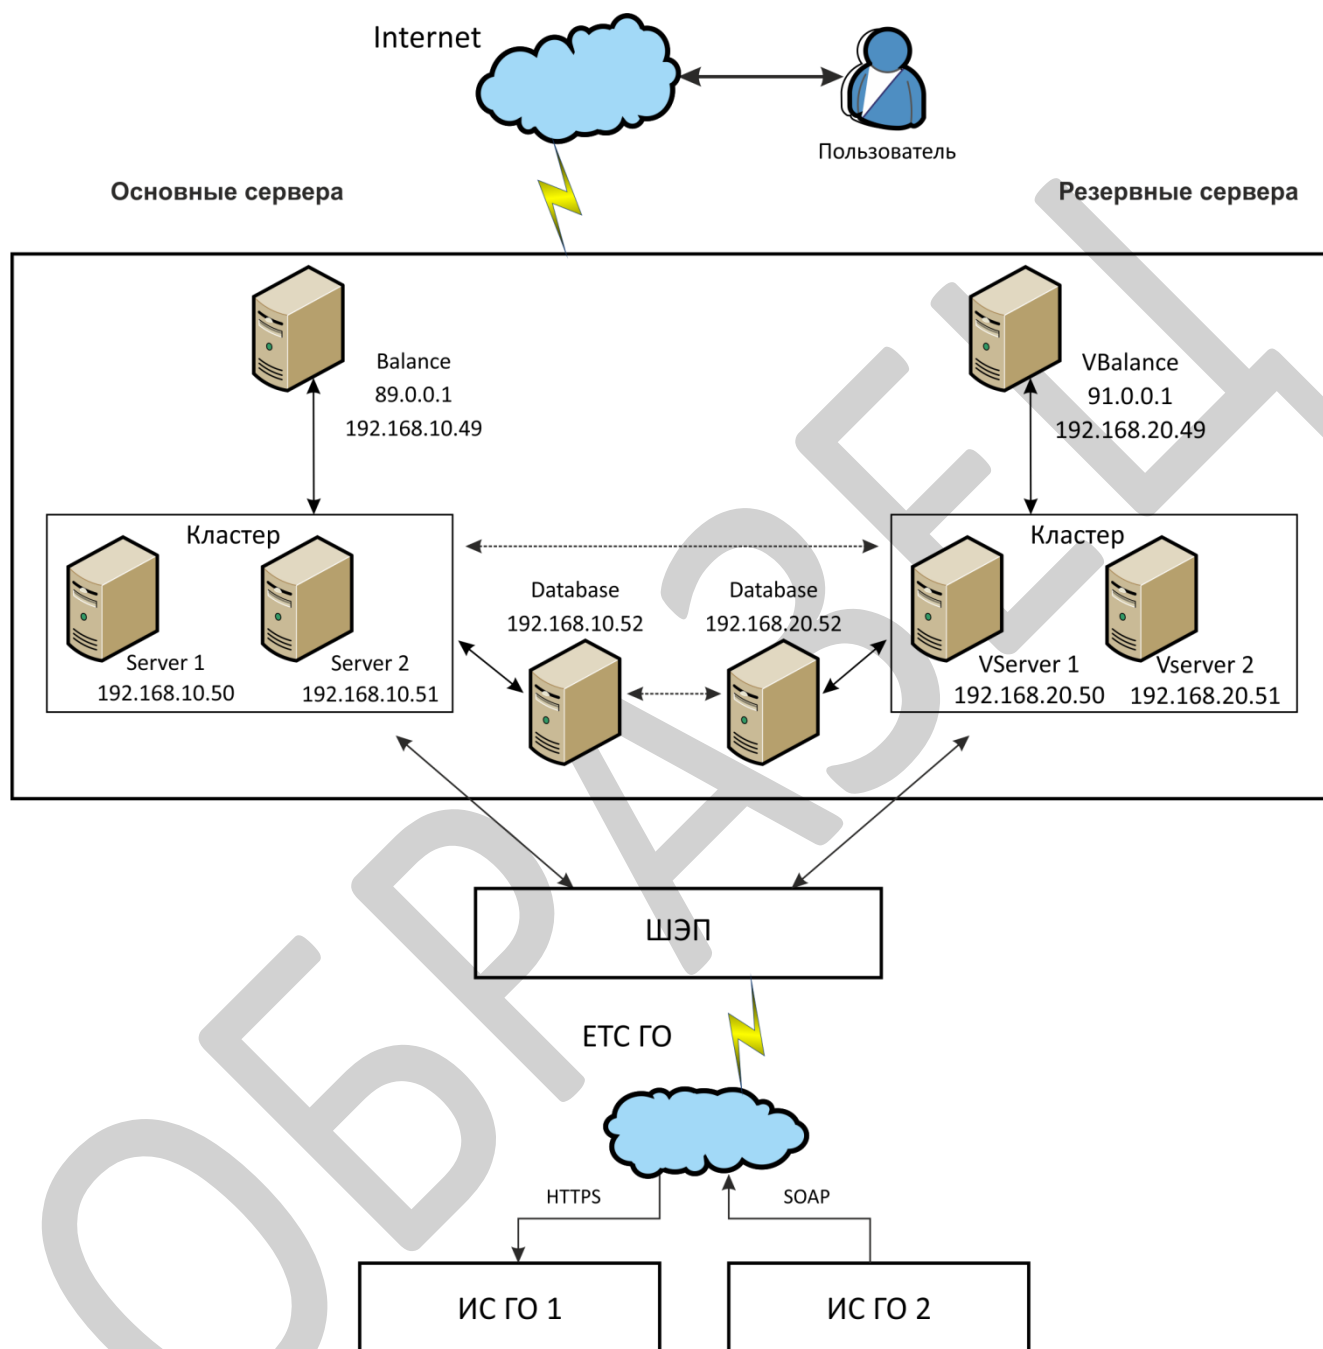 Internet
Пользователь
Основные сервера
Резервные сервера
Balance
89.0.0.1
192.168.10.49
VBalance
91.0.0.1
192.168.20.49
Кластер
Server 1
192.168.10.50
Server 2
192.168.10.51
Database
192.168.10.52
Database
192.168.20.52
Кластер
VServer 1
192.168.20.50
Vserver 2
192.168.20.51
ШЭП
ЕТС ГО
HTTPS
SOAP
ИС ГО 1
ИС ГО 2
ОБРАЗЕЦ